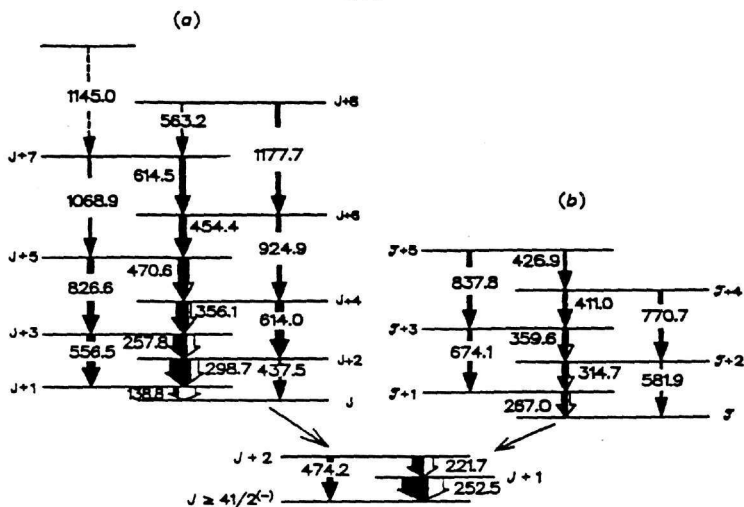 (a)
1145.0
J+8
563.2
J+7
614.5
1177.7
1068.9
J+6
454.4
(b)
J+5
470.6
924.9
J+5
426.9
826.6
837.8
J+4
J+4
356.1
411.0
770.7
J+3
257.8
614.0
J+3
359.6
556.5
674.1
J+2
J+2
298.7
437.5
314.7
581.9
J+1
138.8
J
J+1
267.0
J
J+2
474.2
221.7
J+1
252.5
J ≥ 41/2(-)